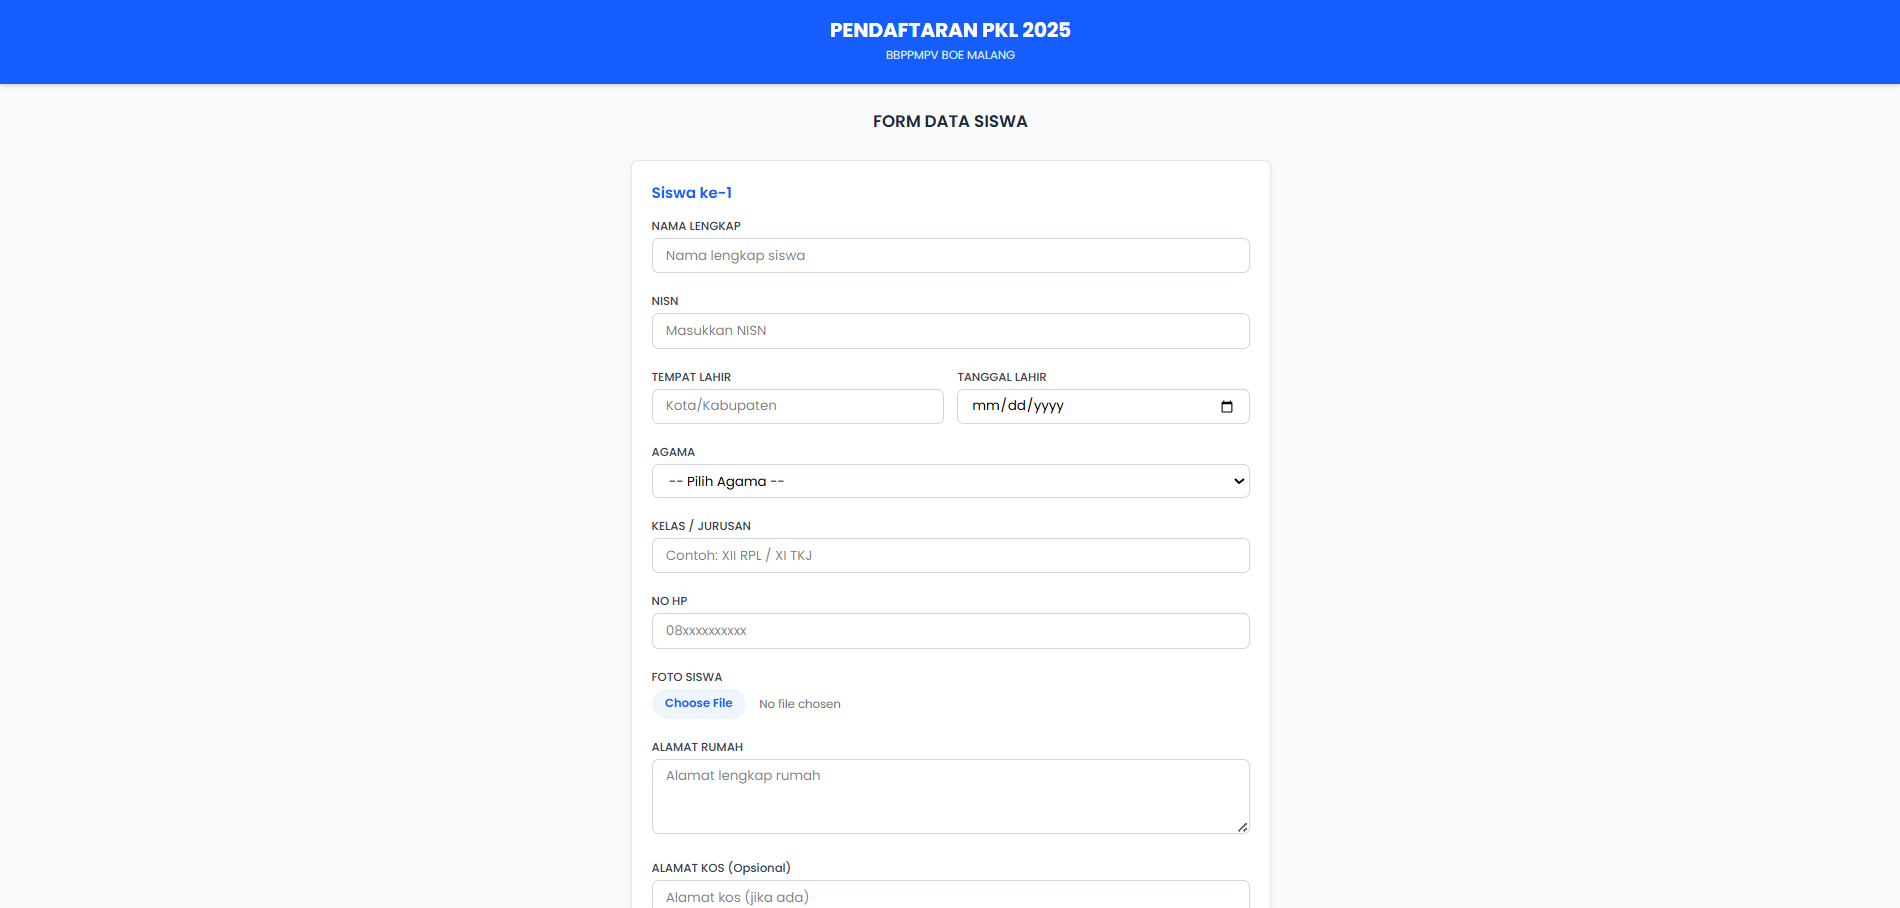 PENDAFTARAN PKL 2025
BBPPMPV BOE MALANG
FORM DATA SISWA
Siswa ke-1
NAMA LENGKAP
Nama lengkap siswa
NISN
Masukkan NISN
TEMPAT LAHIR
Kota/Kabupaten
TANGGAL LAHIR
mm/dd/yyyy
AGAMA
-- Pilih Agama --
KELAS / JURUSAN
Contoh: XII RPL / XI TKJ
NO HP
08xxxxxxxxxx
FOTO SISWA
Choose File No file chosen
ALAMAT RUMAH
Alamat lengkap rumah
ALAMAT KOS (Opsional)
Alamat kos (jika ada)